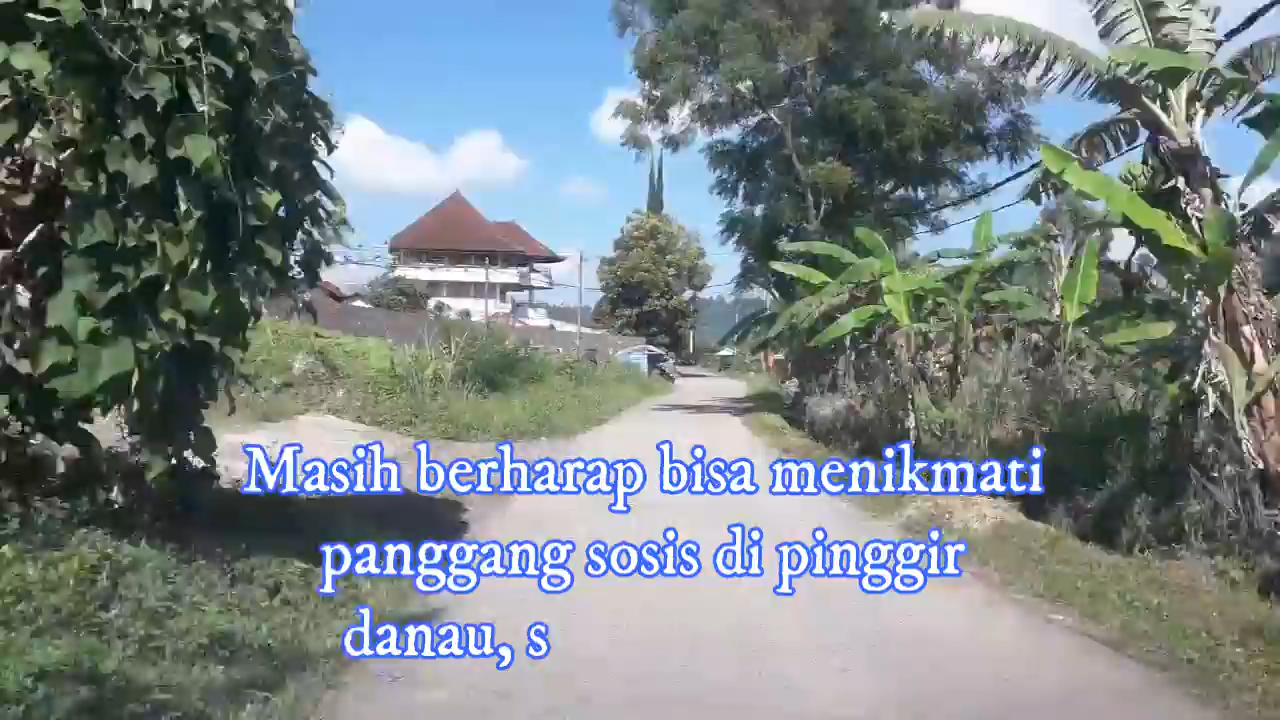 Masih berharap bisa menikmati
panggang sosis di pinggir
danau, s